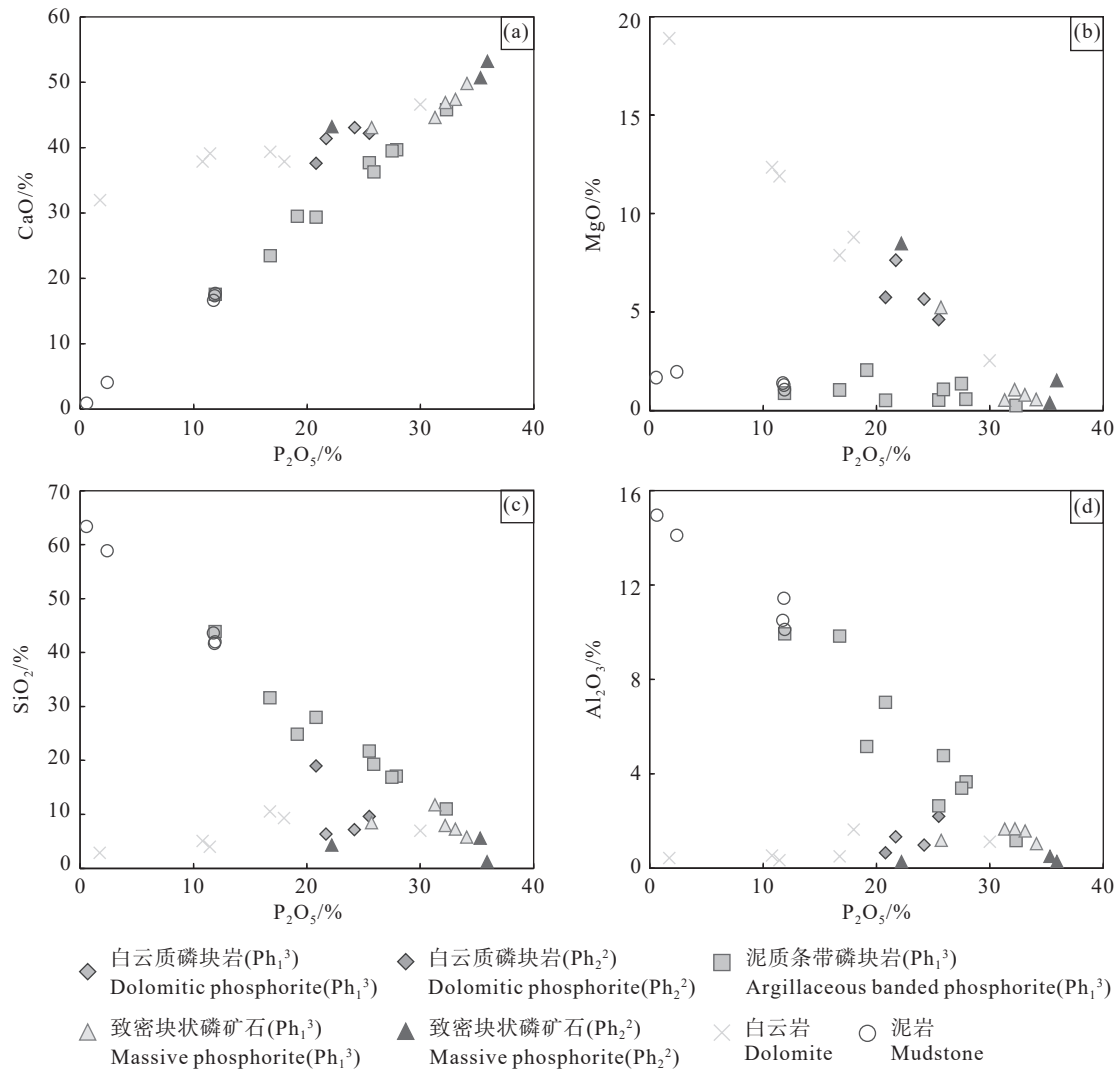 60
50
40
30
20
10
0
CaO/%
(a)
0 10 20 30 40
P₂O₅/%
20
15
10
5
0
MgO/%
(b)
0 10 20 30 40
P₂O₅/%
70
60
50
40
30
20
10
0
SiO₂/%
(c)
0 10 20 30 40
P₂O₅/%
16
12
8
4
0
Al₂O₃/%
(d)
0 10 20 30 40
P₂O₅/%
白云质磷块岩(Ph₁³)
Dolomitic phosphorite(Ph₁³)
白云质磷块岩(Ph₂²)
Dolomitic phosphorite(Ph₂²)
泥质条带磷块岩(Ph₁³)
Argillaceous banded phosphorite(Ph₁³)
致密块状磷矿石(Ph₁³)
Massive phosphorite(Ph₁³)
致密块状磷矿石(Ph₂²)
Massive phosphorite(Ph₂²)
白云岩
Dolomite
泥岩
Mudstone